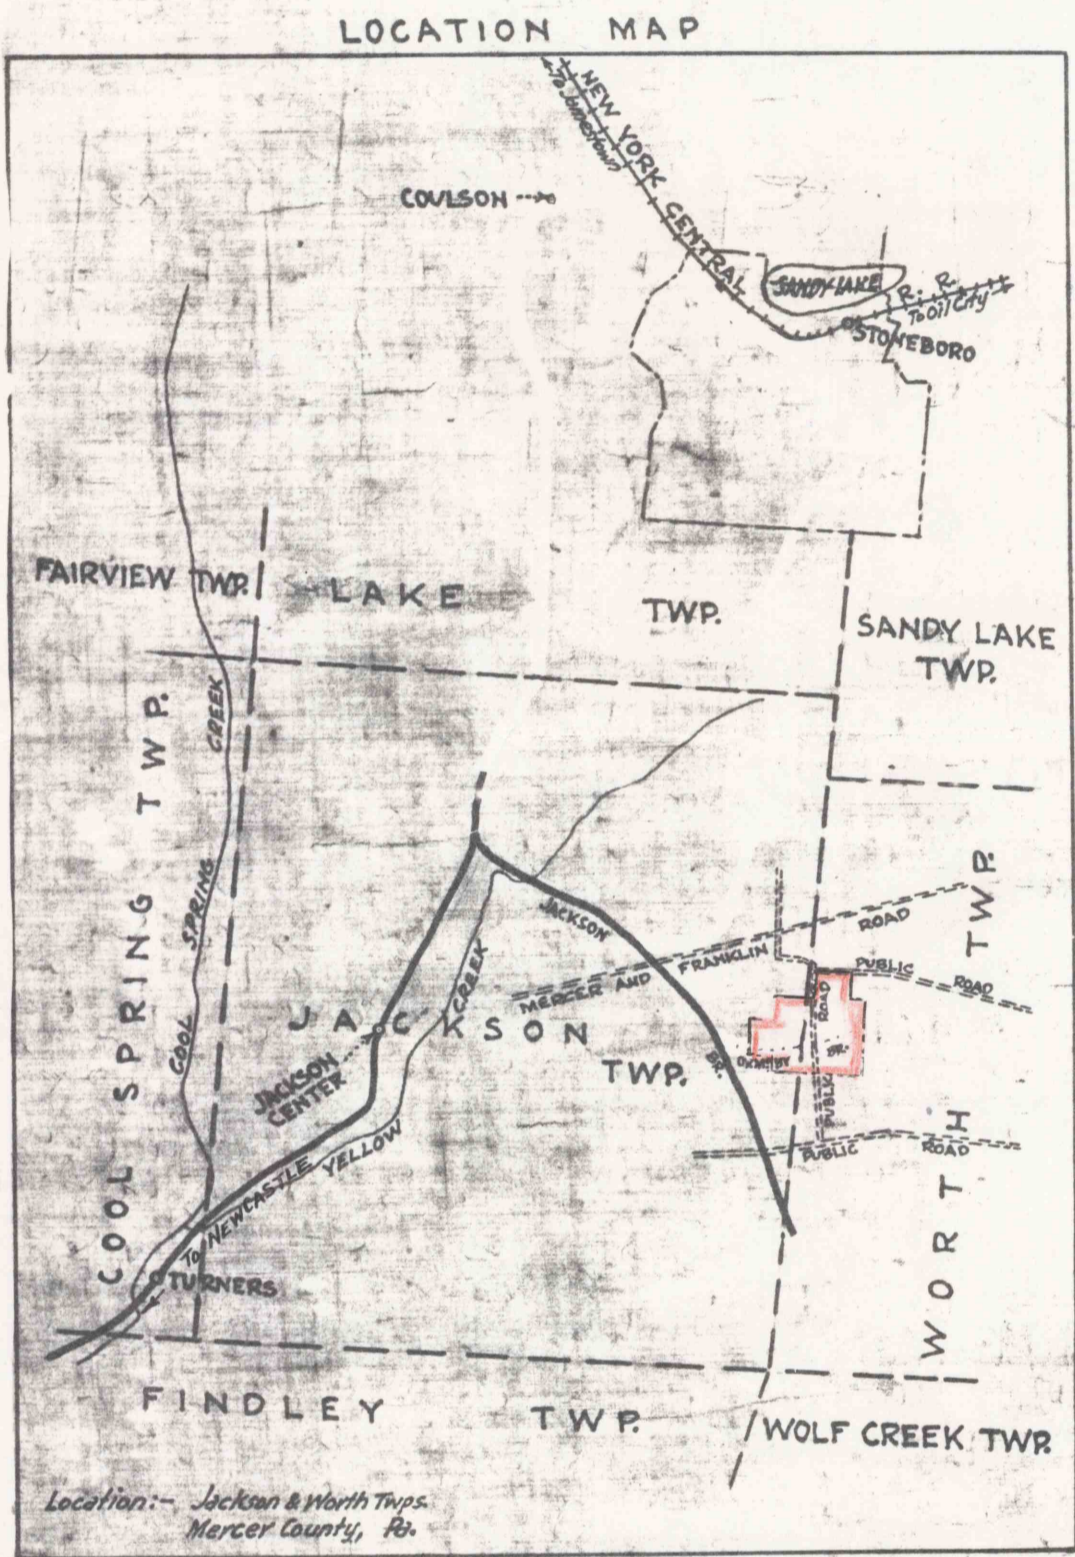 LOCATION MAP
NEW YORK CENTRAL R. R.
To Jamestown
COULSON
SANDY LAKE
To Oil City
STONEBORO
FAIRVIEW TWP.
LAKE TWP.
SANDY LAKE
TWP.
COOL SPRING TWP.
COOL SPRING CREEK
JACKSON BR.
MERCER AND FRANKLIN ROAD
PUBLIC ROAD
PUBLIC ROAD
JACKSON TWP.
JACKSON
CENTER
YELLOW CREEK
BR.
PUBLIC ROAD
WORTH TWP.
TO NEWCASTLE
TURNERS
FINDLEY TWP.
WOLF CREEK TWP.
Location:- Jackson & Worth Twps.
Mercer County, Pa.